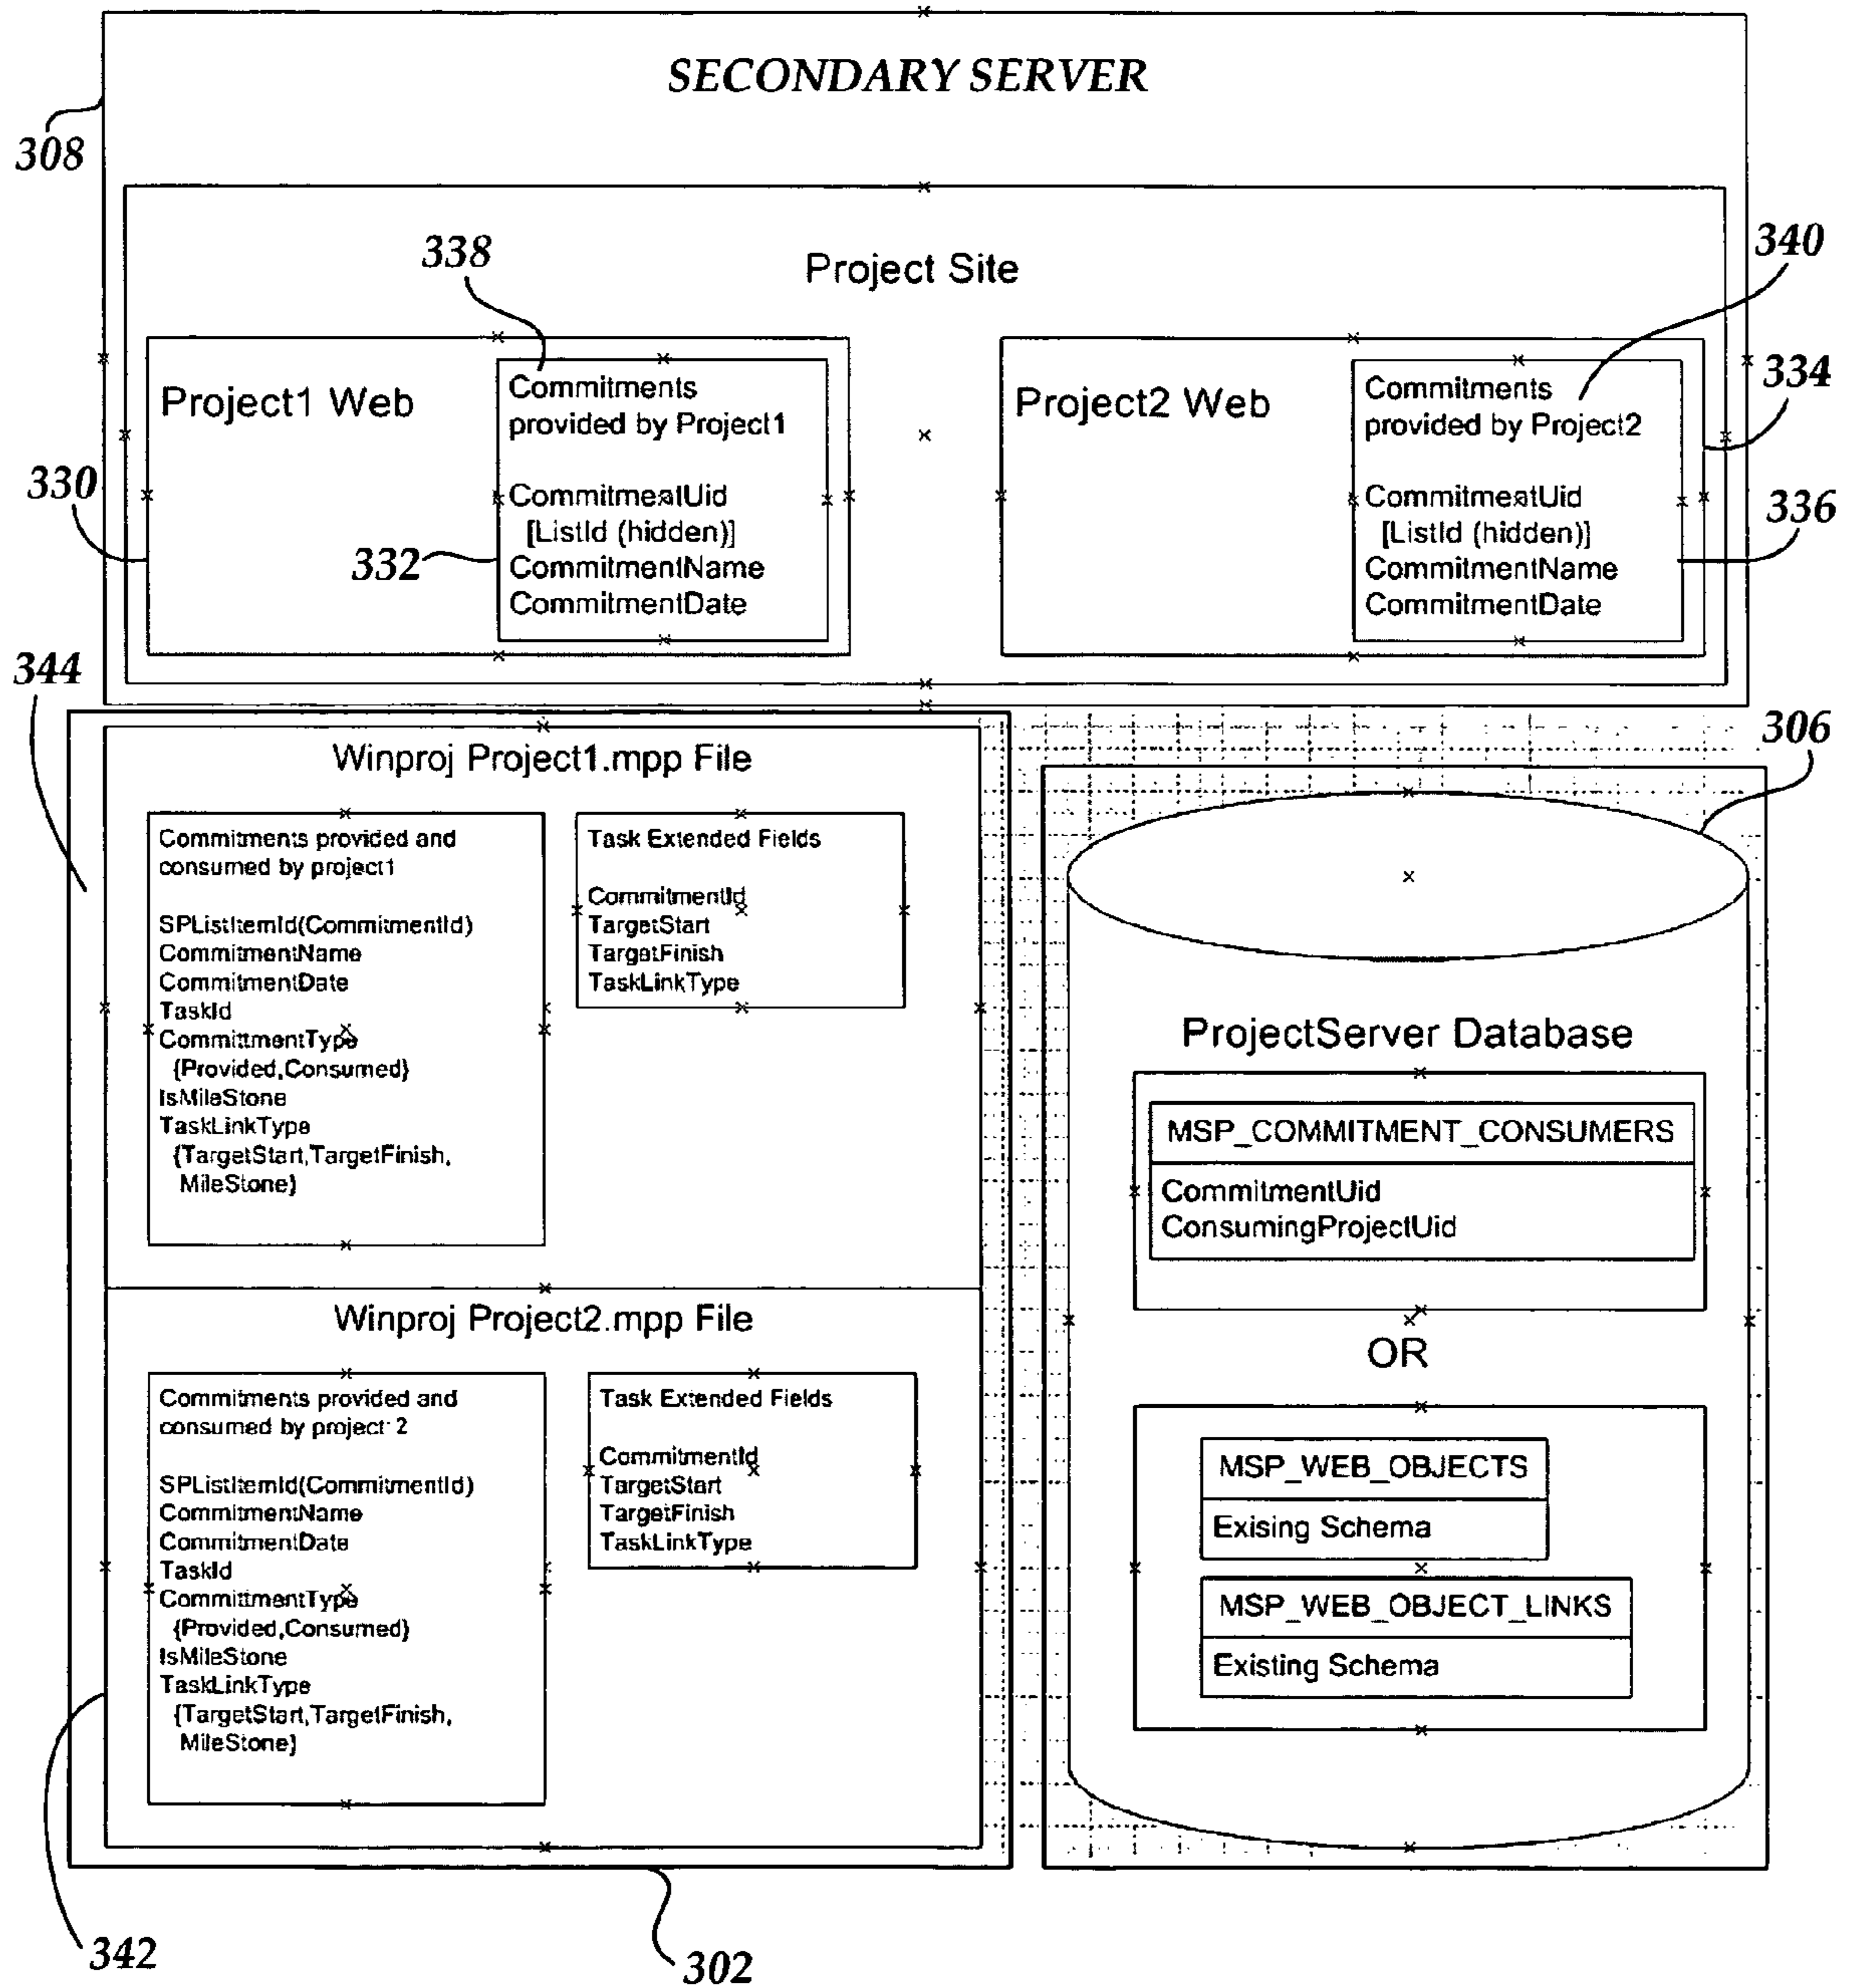 SECONDARY SERVER
308
Project Site
338
340
Project1 Web
Commitments
provided by Project1
CommitmentUid
[ListId (hidden)]
CommitmentName
CommitmentDate
330
332
Project2 Web
Commitments
provided by Project2
CommitmentUid
[ListId (hidden)]
CommitmentName
CommitmentDate
334
336
344
Winproj Project1.mpp File
Commitments provided and
consumed by project1
SPListItemId(CommitmentId)
CommitmentName
CommitmentDate
TaskId
CommittmentType
{Provided,Consumed}
IsMileStone
TaskLinkType
{TargetStart,TargetFinish,
MileStone}
Task Extended Fields
CommitmentId
TargetStart
TargetFinish
TaskLinkType
Winproj Project2.mpp File
Commitments provided and
consumed by project 2
SPListItemId(CommitmentId)
CommitmentName
CommitmentDate
TaskId
CommittmentType
{Provided,Consumed}
IsMileStone
TaskLinkType
{TargetStart,TargetFinish,
MileStone}
Task Extended Fields
CommitmentId
TargetStart
TargetFinish
TaskLinkType
342
302
306
ProjectServer Database
MSP_COMMITMENT_CONSUMERS
CommitmentUid
ConsumingProjectUid
OR
MSP_WEB_OBJECTS
Exising Schema
MSP_WEB_OBJECT_LINKS
Existing Schema